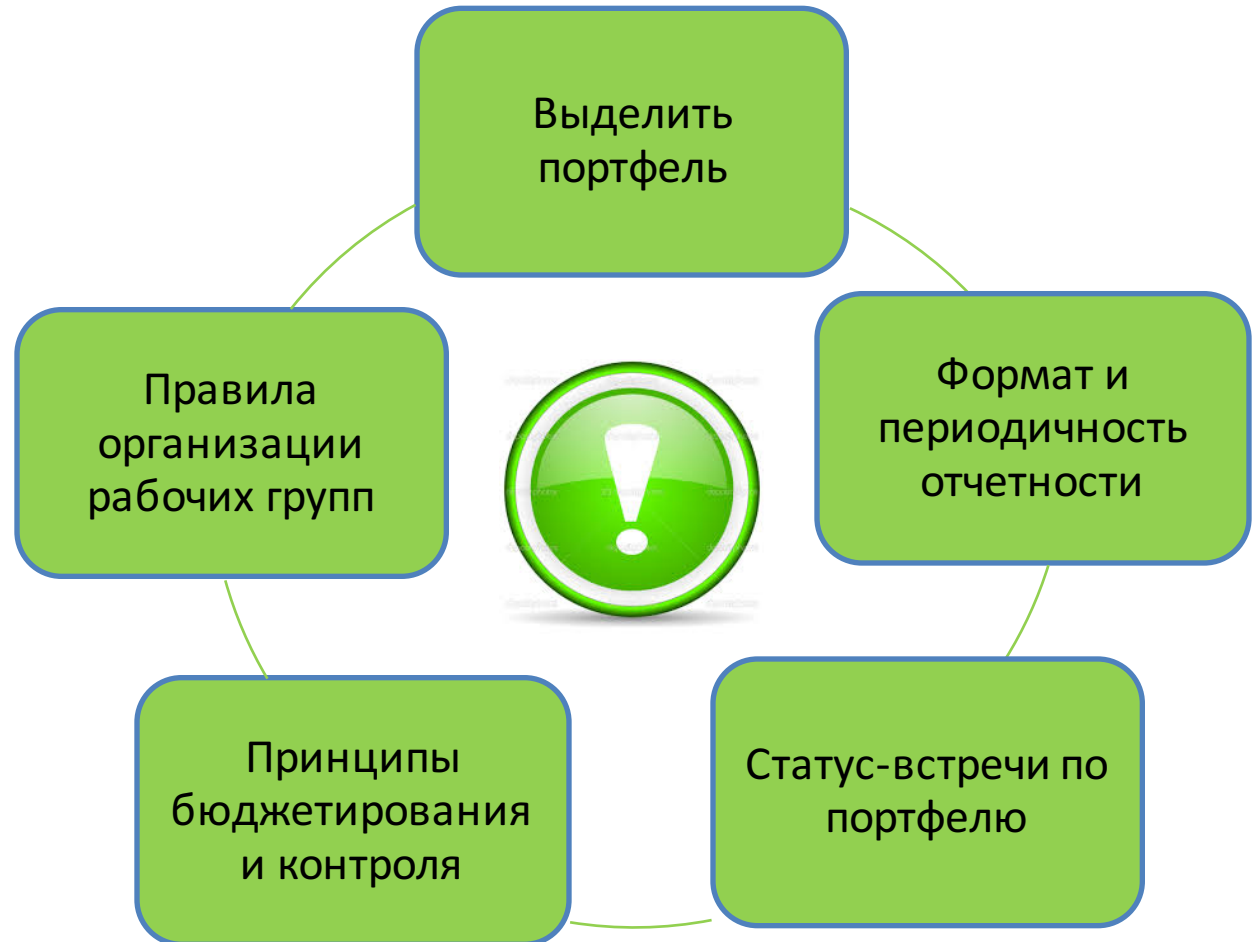 Выделить
портфель
Формат и
периодичность
отчетности
Статус-встречи по
портфелю
Принципы
бюджетирования
и контроля
Правила
организации
рабочих групп